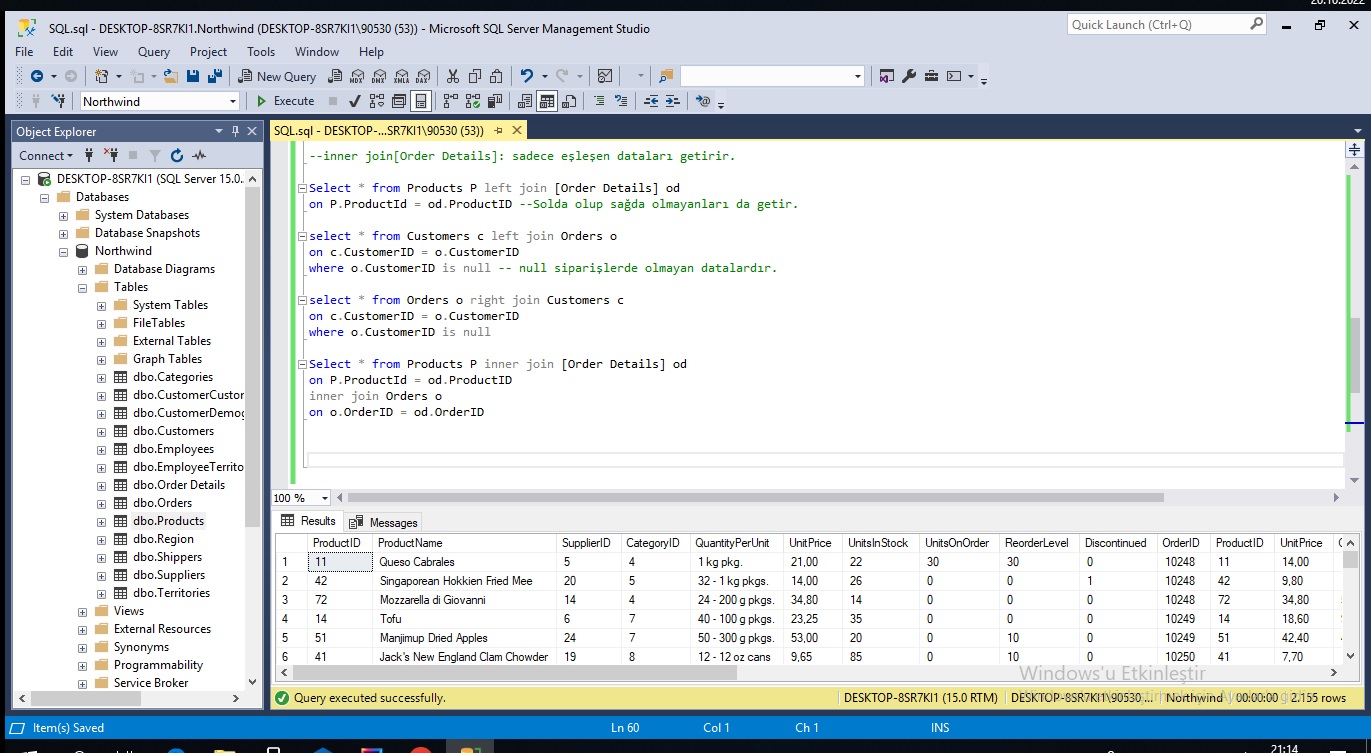 20.10.2022
SQL.sql - DESKTOP-8SR7KI1.Northwind (DESKTOP-8SR7KI1\90530 (53)) - Microsoft SQL Server Management Studio
Quick Launch (Ctrl+Q)
File Edit View Query Project Tools Window Help
New Query MDX DMX XMLA DAX
Northwind Execute
Object Explorer
Connect
DESKTOP-8SR7KI1 (SQL Server 15.0..
Databases
System Databases
Database Snapshots
Northwind
Database Diagrams
Tables
System Tables
FileTables
External Tables
Graph Tables
dbo.Categories
dbo.CustomerCustor
dbo.CustomerDemog
dbo.Customers
dbo.Employees
dbo.EmployeeTerrito
dbo.Order Details
dbo.Orders
dbo.Products
dbo.Region
dbo.Shippers
dbo.Suppliers
dbo.Territories
Views
External Resources
Synonyms
Programmability
Service Broker
SQL.sql - DESKTOP-...SR7KI1\90530 (53))
--inner join[Order Details]: sadece eşleşen dataları getirir.
Select * from Products P left join [Order Details] od
on P.ProductId = od.ProductID --Solda olup sağda olmayanları da getir.
select * from Customers c left join Orders o
on c.CustomerID = o.CustomerID
where o.CustomerID is null -- null siparişlerde olmayan datalardır.
select * from Orders o right join Customers c
on c.CustomerID = o.CustomerID
where o.CustomerID is null
Select * from Products P inner join [Order Details] od
on P.ProductId = od.ProductID
inner join Orders o
on o.OrderID = od.OrderID
100 %
Results Messages
ProductID ProductName SupplierID CategoryID QuantityPerUnit UnitPrice UnitsInStock UnitsOnOrder ReorderLevel Discontinued OrderID ProductID UnitPrice
1 11 Queso Cabrales 5 4 1 kg pkg. 21,00 22 30 30 0 10248 11 14,00
2 42 Singaporean Hokkien Fried Mee 20 5 32 - 1 kg pkgs. 14,00 26 0 0 1 10248 42 9,80
3 72 Mozzarella di Giovanni 14 4 24 - 200 g pkgs. 34,80 14 0 0 0 10248 72 34,80
4 14 Tofu 6 7 40 - 100 g pkgs. 23,25 35 0 0 0 10249 14 18,60
5 51 Manjimup Dried Apples 24 7 50 - 300 g pkgs. 53,00 20 0 10 0 10249 51 42,40
6 41 Jack's New England Clam Chowder 19 8 12 - 12 oz cans 9,65 85 0 10 0 10250 41 7,70
Windows'u Etkinleştir
Query executed successfully. DESKTOP-8SR7KI1 (15.0 RTM) DESKTOP-8SR7KI1\90530... Northwind 00:00:00 2.155 rows
Item(s) Saved Ln 60 Col 1 Ch 1 INS
21:14